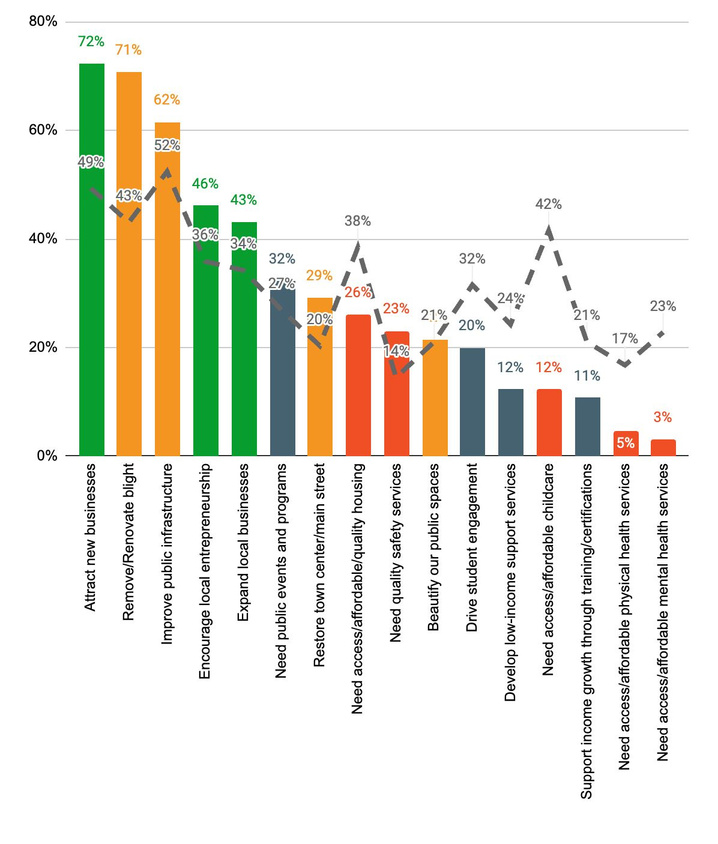 80%
60%
40%
20%
0%
72%
71%
62%
46%
43%
32%
29%
26%
23%
21%
20%
12%
12%
11%
5%
3%
49%
43%
52%
36%
34%
27%
20%
38%
14%
32%
24%
42%
21%
17%
23%
Attract new businesses
Remove/Renovate blight
Improve public infrastructure
Encourage local entrepreneurship
Expand local businesses
Need public events and programs
Restore town center/main street
Need access/affordable/quality housing
Need quality safety services
Beautify our public spaces
Drive student engagement
Develop low-income support services
Need access/affordable childcare
Support income growth through training/certifications
Need access/affordable physical health services
Need access/affordable mental health services